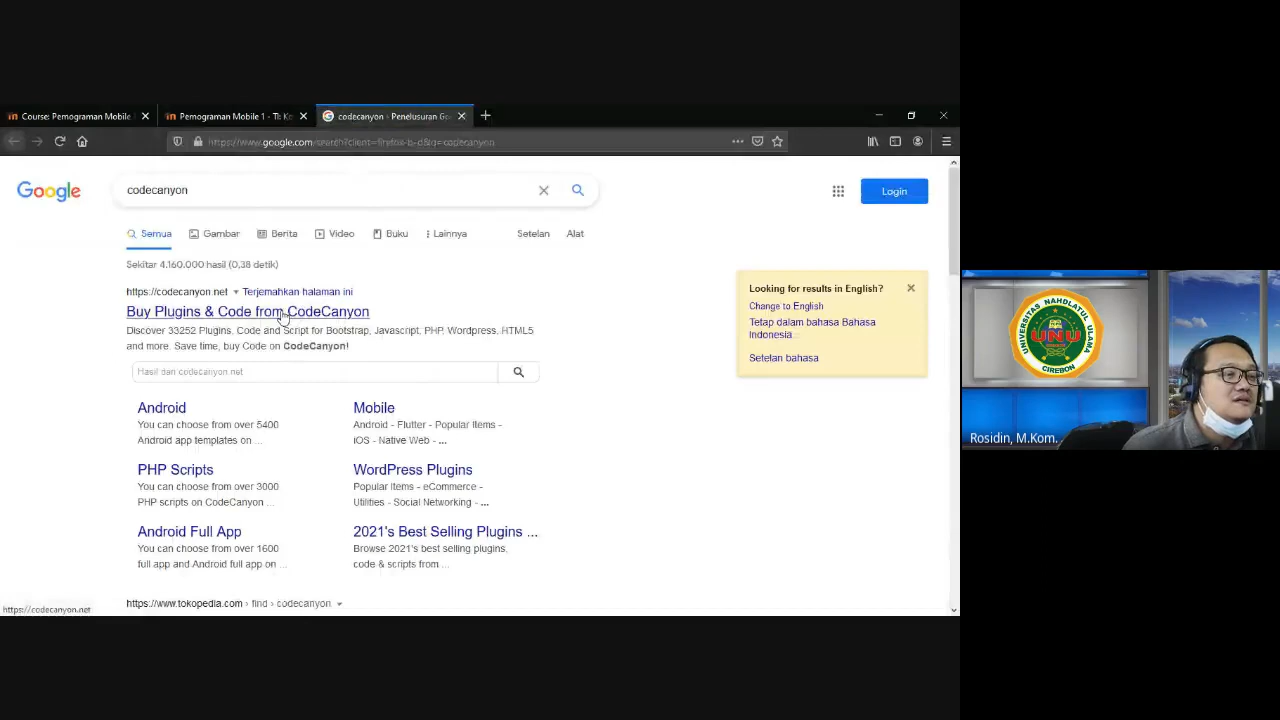 Course: Pemograman Mobile
Pemograman Mobile 1 - TI: Ko
codecanyon - Penelusuran Go
https://www.google.com/search?client=firefox-b-d&q=codecanyon
Google
codecanyon
Login
Semua
Gambar
Berita
Video
Buku
Lainnya
Setelan
Alat
Sekitar 4.160.000 hasil (0,38 detik)
https://codecanyon.net
Terjemahkan halaman ini
Buy Plugins & Code from CodeCanyon
Discover 33252 Plugins, Code and Script for Bootstrap, Javascript, PHP, Wordpress, HTML5
and more. Save time, buy Code on CodeCanyon!
Hasil dari codecanyon.net
Android
You can choose from over 5400
Android app templates on ...
Mobile
Android - Flutter - Popular Items -
iOS - Native Web - ...
PHP Scripts
You can choose from over 3000
PHP scripts on CodeCanyon ...
WordPress Plugins
Popular Items - eCommerce -
Utilities - Social Networking - ...
Android Full App
You can choose from over 1600
full app and Android full app on ...
2021's Best Selling Plugins ...
Browse 2021's best selling plugins,
code & scripts from ...
https://www.tokopedia.com › find › codecanyon
Looking for results in English?
Change to English
Tetap dalam bahasa Bahasa
Indonesia
Setelan bahasa
https://codecanyon.net
UNIVERSITAS NAHDLATUL ULAMA
UNU
CIREBON
Rosidin, M.Kom.